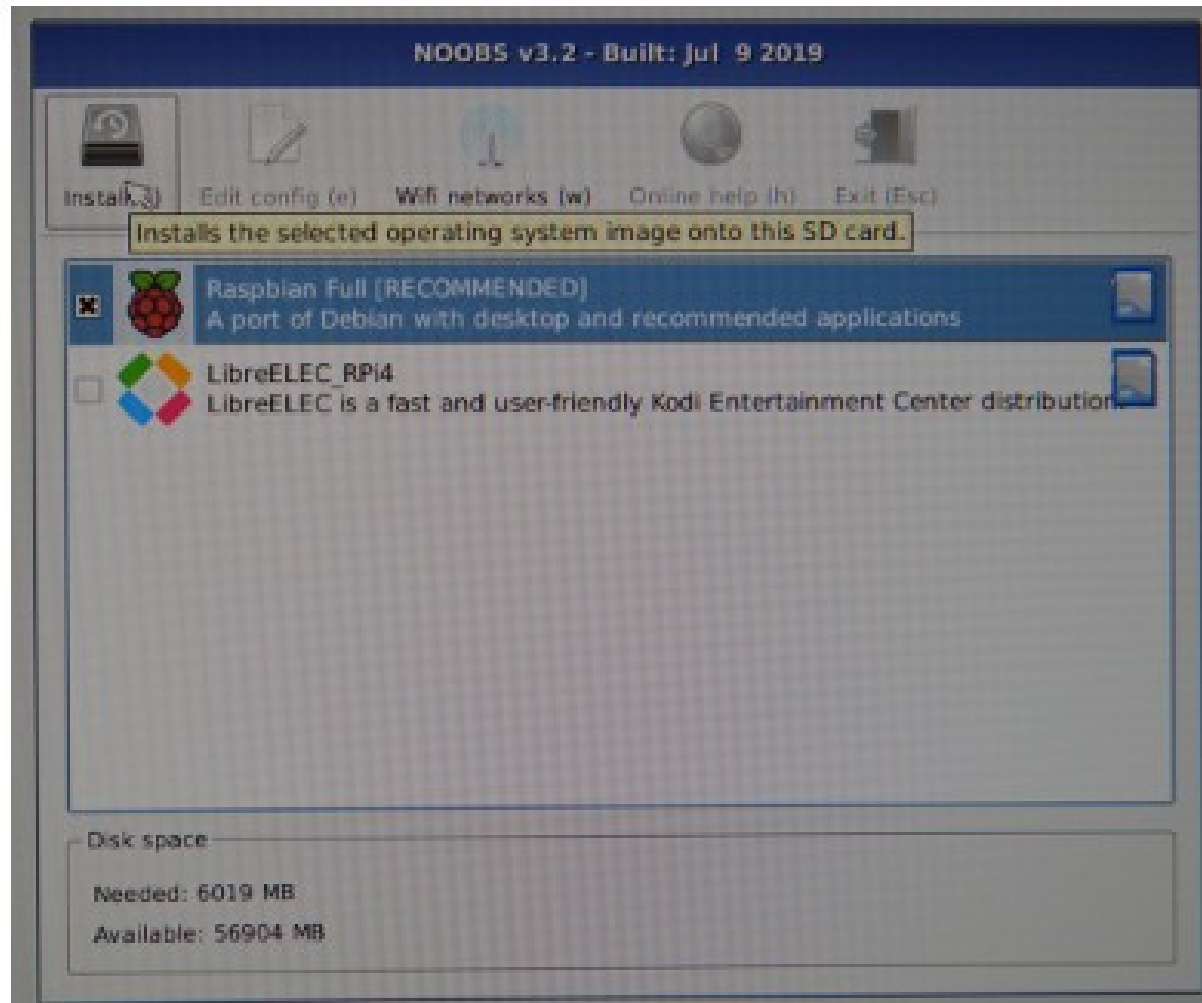 NOOBS v3.2 - Built: Jul 9 2019
Edit config (e)
Wifi networks (w)
Online help (h)
Exit (Esc)
Installs the selected operating system image onto this SD card.
Raspbian Full [RECOMMENDED]
A port of Debian with desktop and recommended applications
LibreELEC_RPi4
LibreELEC is a fast and user-friendly Kodi Entertainment Center distribution.
Disk space
Needed: 6019 MB
Available: 56904 MB